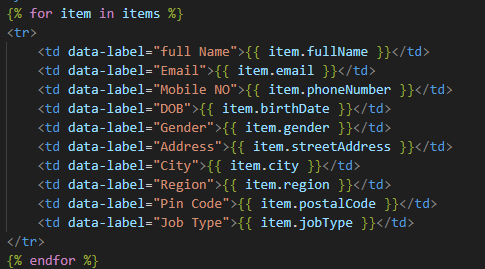 {% for item in items %}
<tr>
    <td data-label="full Name">{{ item.fullName }}</td>
    <td data-label="Email">{{ item.email }}</td>
    <td data-label="Mobile NO">{{ item.phoneNumber }}</td>
    <td data-label="DOB">{{ item.birthDate }}</td>
    <td data-label="Gender">{{ item.gender }}</td>
    <td data-label="Address">{{ item.streetAddress }}</td>
    <td data-label="City">{{ item.city }}</td>
    <td data-label="Region">{{ item.region }}</td>
    <td data-label="Pin Code">{{ item.postalCode }}</td>
    <td data-label="Job Type">{{ item.jobType }}</td>
</tr>
{% endfor %}